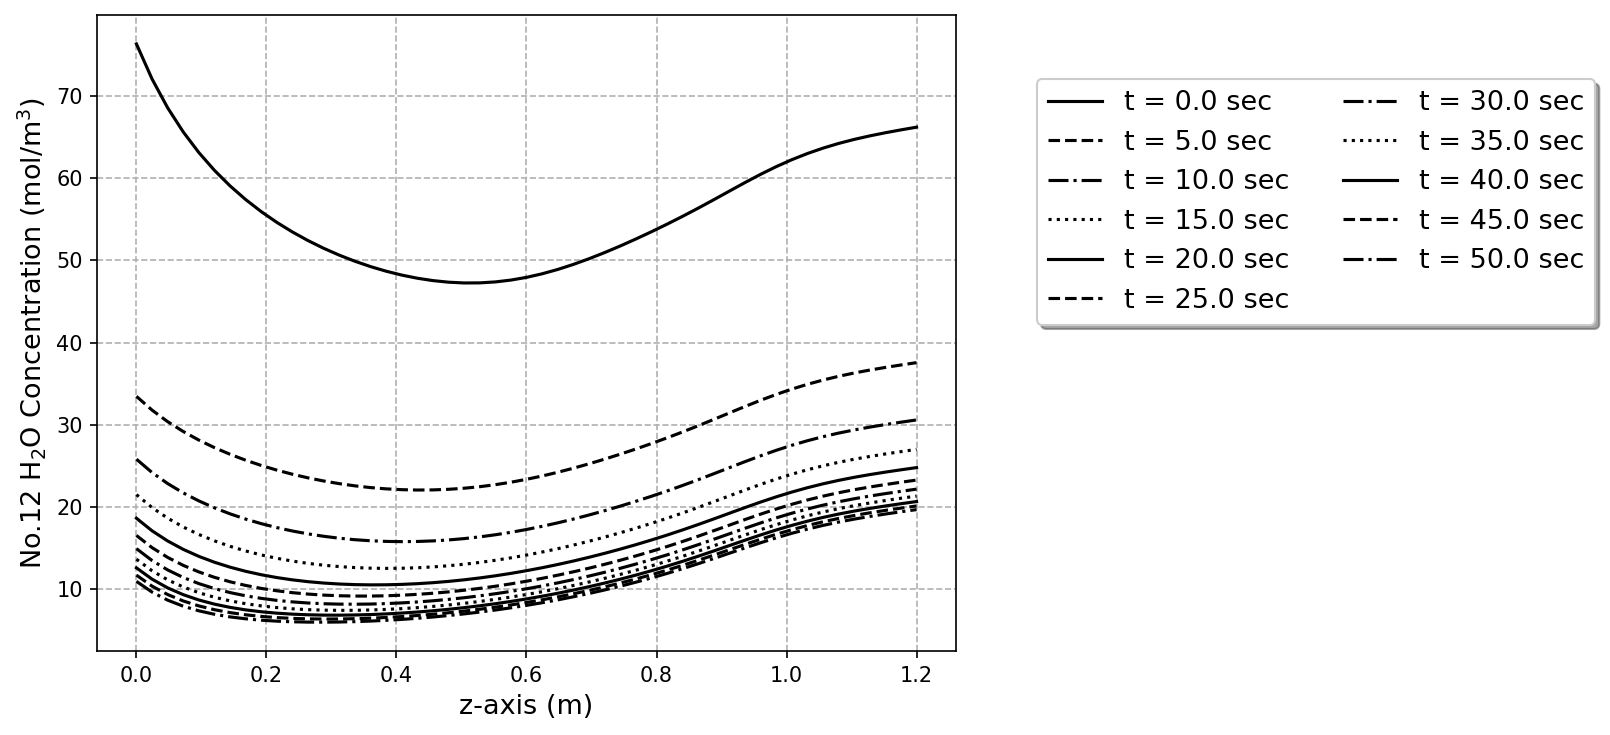 No.12 H₂O Concentration (mol/m³)
70
60
50
40
30
20
10
0.0 0.2 0.4 0.6 0.8 1.0 1.2
z-axis (m)
t = 0.0 sec
t = 5.0 sec
t = 10.0 sec
t = 15.0 sec
t = 20.0 sec
t = 25.0 sec
t = 30.0 sec
t = 35.0 sec
t = 40.0 sec
t = 45.0 sec
t = 50.0 sec